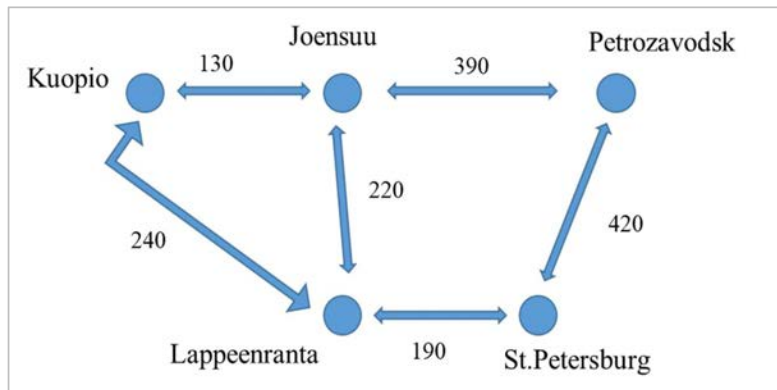 Joensuu
Petrozavodsk
Kuopio
130
390
220
420
240
Lappeenranta
190
St.Petersburg